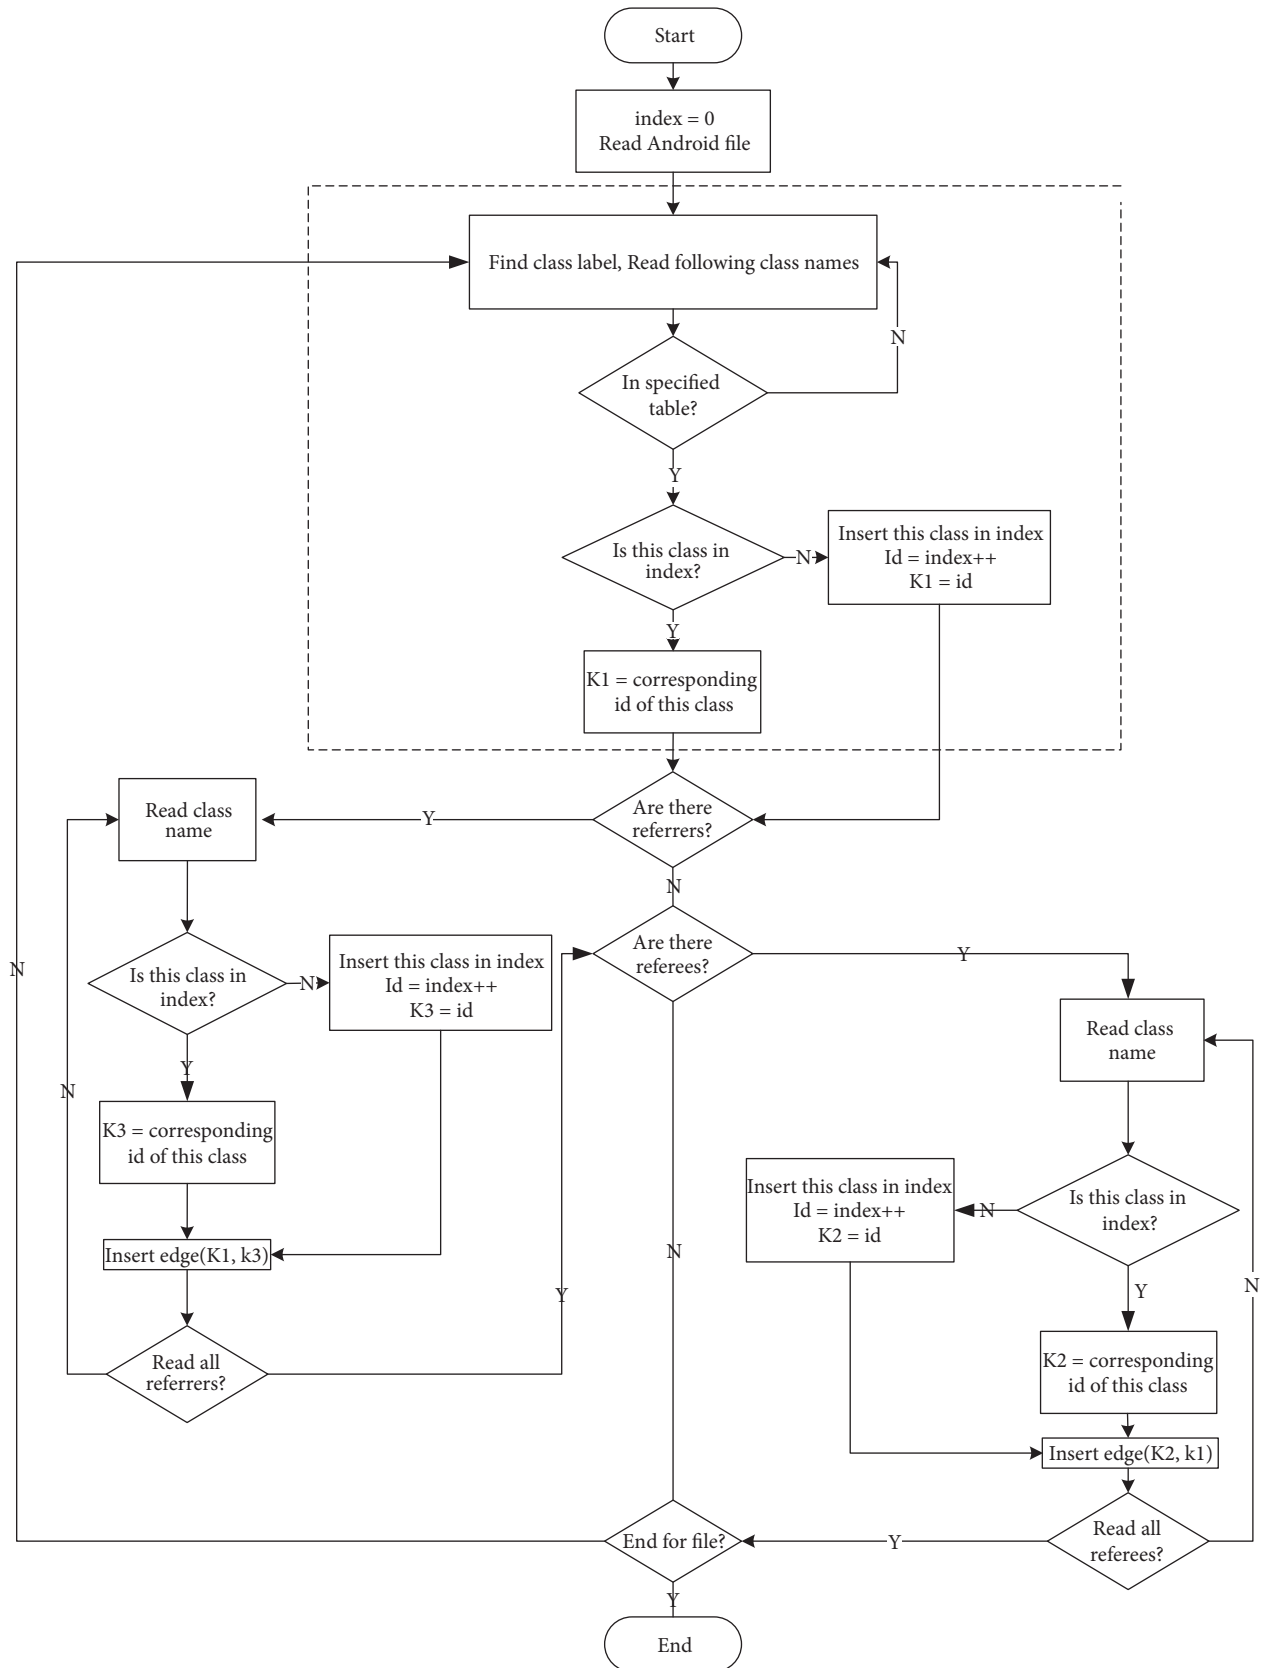 Start
index = 0
Read Android file
Find class label, Read following class names
N
In specified
table?
Y
Is this class in
index?
N
Insert this class in index
Id = index++
K1 = id
Y
K1 = corresponding
id of this class
Are there
referrers?
Y
Read class
name
N
Are there
referees?
Y
Is this class in
index?
N
Insert this class in index
Id = index++
K3 = id
N
Read class
name
Y
N
K3 = corresponding
id of this class
Insert this class in index
Id = index++
K2 = id
N
Is this class in
index?
Insert edge(K1, k3)
N
Y
Y
N
Read all
referrers?
K2 = corresponding
id of this class
Insert edge(K2, k1)
End for file?
Y
Read all
referees?
Y
End